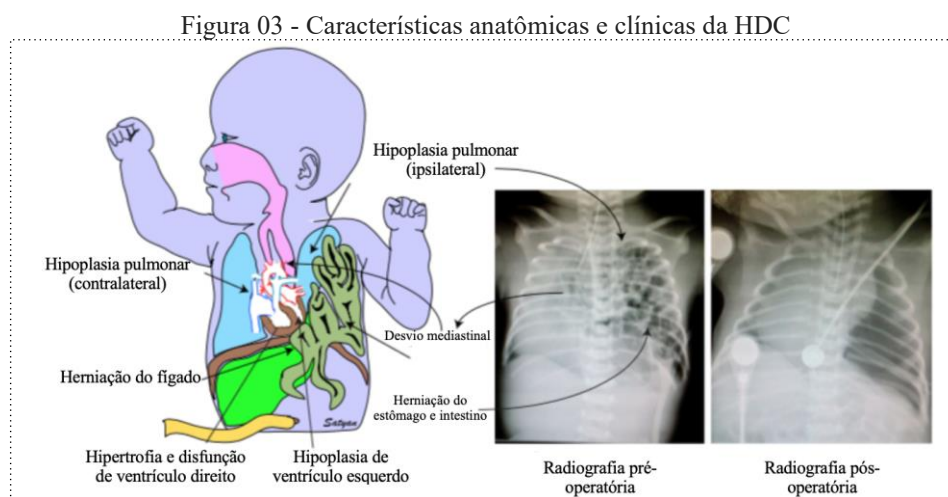 Figura 03 - Características anatômicas e clínicas da HDC
Hipoplasia pulmonar
(ipsilateral)
Hipoplasia pulmonar
(contralateral)
Desvio mediastinal
Herniação do fígado
Herniação do
estômago e intestino
Satyan
Hipertrofia e disfunção
de ventrículo direito
Hipoplasia de
ventrículo esquerdo
Radiografia pré-
operatória
Radiografia pós-
operatória